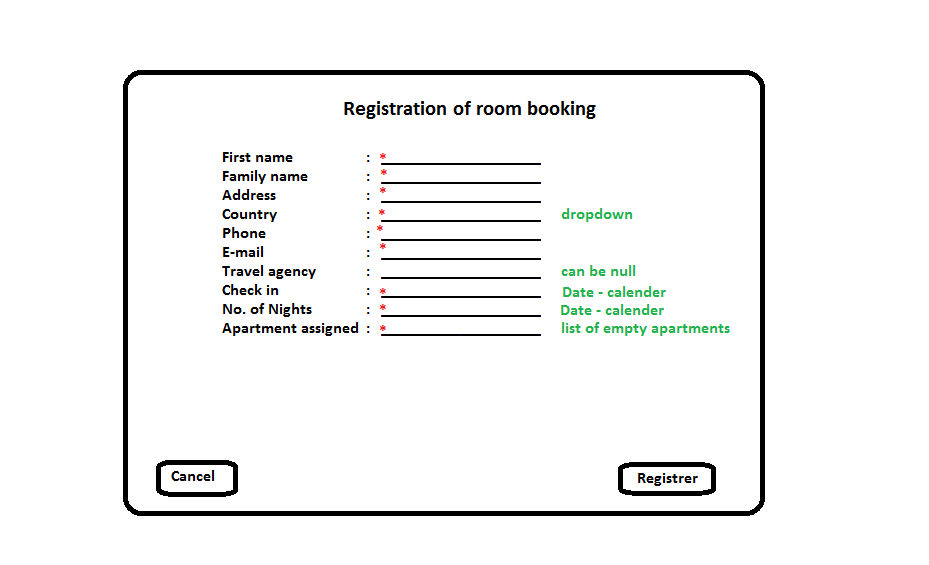 Registration of room booking
First name : *
Family name : *
Address : *
Country : * dropdown
Phone : *
E-mail : *
Travel agency : can be null
Check in : * Date - calender
No. of Nights : * Date - calender
Apartment assigned : * list of empty apartments
Cancel Registrer